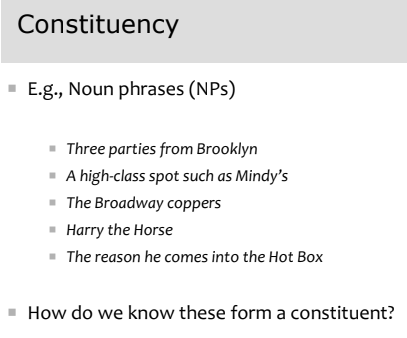 Constituency
E.g., Noun phrases (NPs)
Three parties from Brooklyn
A high-class spot such as Mindy's
The Broadway coppers
Harry the Horse
The reason he comes into the Hot Box
How do we know these form a constituent?